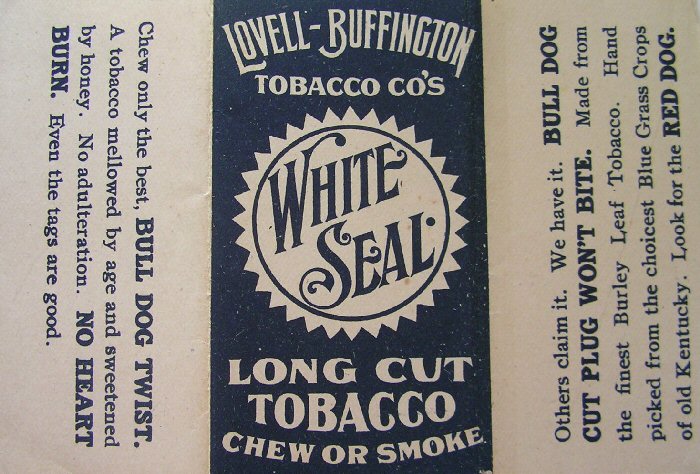 Chew only the best, BULL DOG TWIST.
A tobacco mellowed by age and sweetened
by honey. No adulteration. NO HEART
BURN. Even the tags are good.
LOVELL-BUFFINGTON
TOBACCO CO'S
WHITE
SEAL
LONG CUT
TOBACCO
CHEW OR SMOKE
Others claim it. We have it. BULL DOG
CUT PLUG WON'T BITE. Made from
the finest Burley Leaf Tobacco. Hand
picked from the choicest Blue Grass Crops
of old Kentucky. Look for the RED DOG.